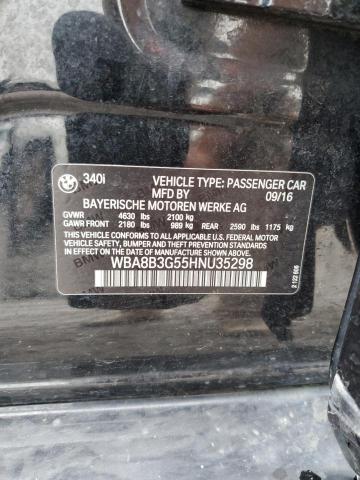 340i VEHICLE TYPE: PASSENGER CAR
MFD BY 09/16
BAYERISCHE MOTOREN WERKE AG
GVWR 4630 lbs 2100 kg
GAWR FRONT 2180 lbs 989 kg REAR 2590 lbs 1175 kg
THIS VEHICLE CONFORMS TO ALL APPLICABLE U.S. FEDERAL MOTOR
VEHICLE SAFETY, BUMPER AND THEFT PREVENTION STANDARDS
IN EFFECT ON THE DATE OF MANUFACTURE SHOWN ABOVE.
WBA8B3G55HNU35298